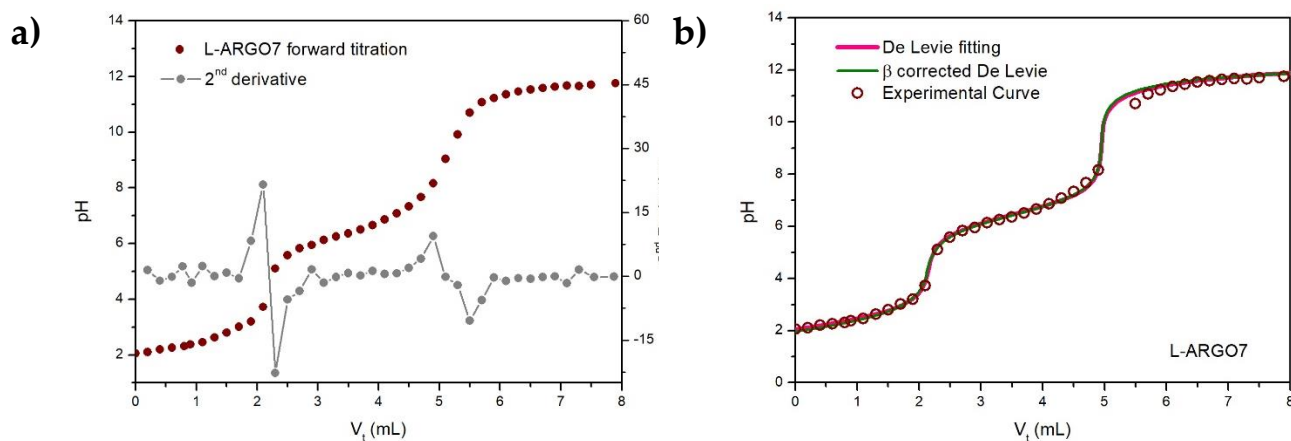 a)
14
12
10
8
6
4
2
pH
L-ARGO7 forward titration
2nd derivative
60
45
30
15
0
-15
0 1 2 3 4 5 6 7 8
Vt (mL)
b)
14
12
10
8
6
4
2
0
pH
De Levie fitting
β corrected De Levie
Experimental Curve
L-ARGO7
0 1 2 3 4 5 6 7 8
Vt (mL)